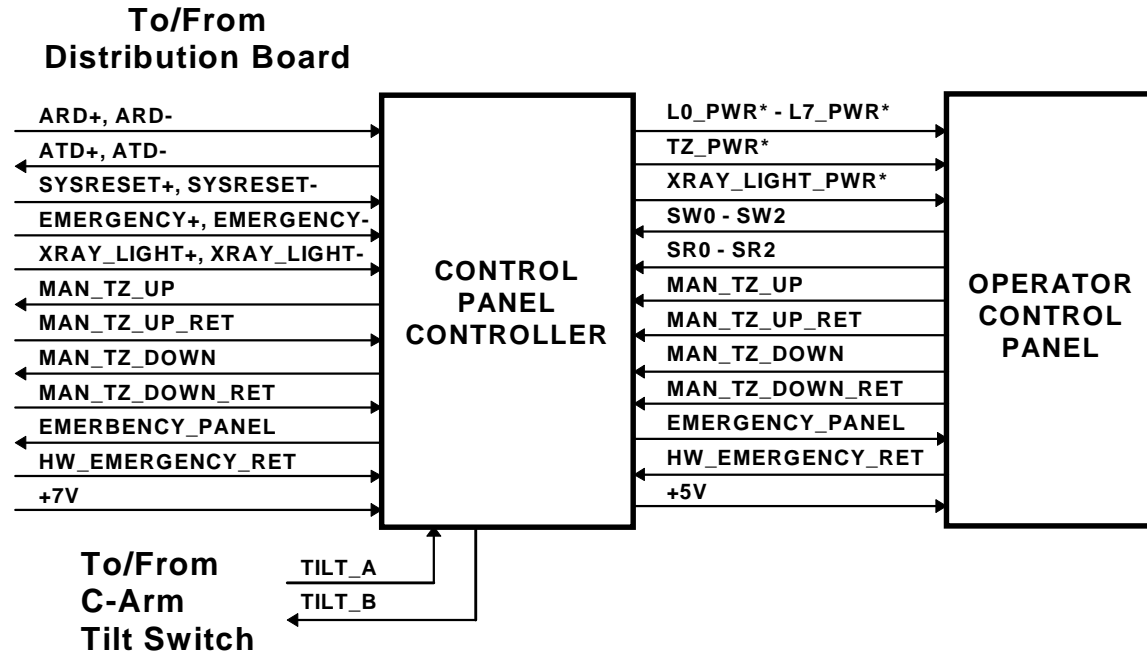 To/From
Distribution Board
ARD+, ARD-
ATD+, ATD-
SYSRESET+, SYSRESET-
EMERGENCY+, EMERGENCY-
XRAY_LIGHT+, XRAY_LIGHT-
MAN_TZ_UP
MAN_TZ_UP_RET
MAN_TZ_DOWN
MAN_TZ_DOWN_RET
EMERBENCY_PANEL
HW_EMERGENCY_RET
+7V
CONTROL
PANEL
CONTROLLER
L0_PWR* - L7_PWR*
TZ_PWR*
XRAY_LIGHT_PWR*
SW0 - SW2
SR0 - SR2
MAN_TZ_UP
MAN_TZ_UP_RET
MAN_TZ_DOWN
MAN_TZ_DOWN_RET
EMERGENCY_PANEL
HW_EMERGENCY_RET
+5V
OPERATOR
CONTROL
PANEL
To/From
C-Arm
Tilt Switch
TILT_A
TILT_B